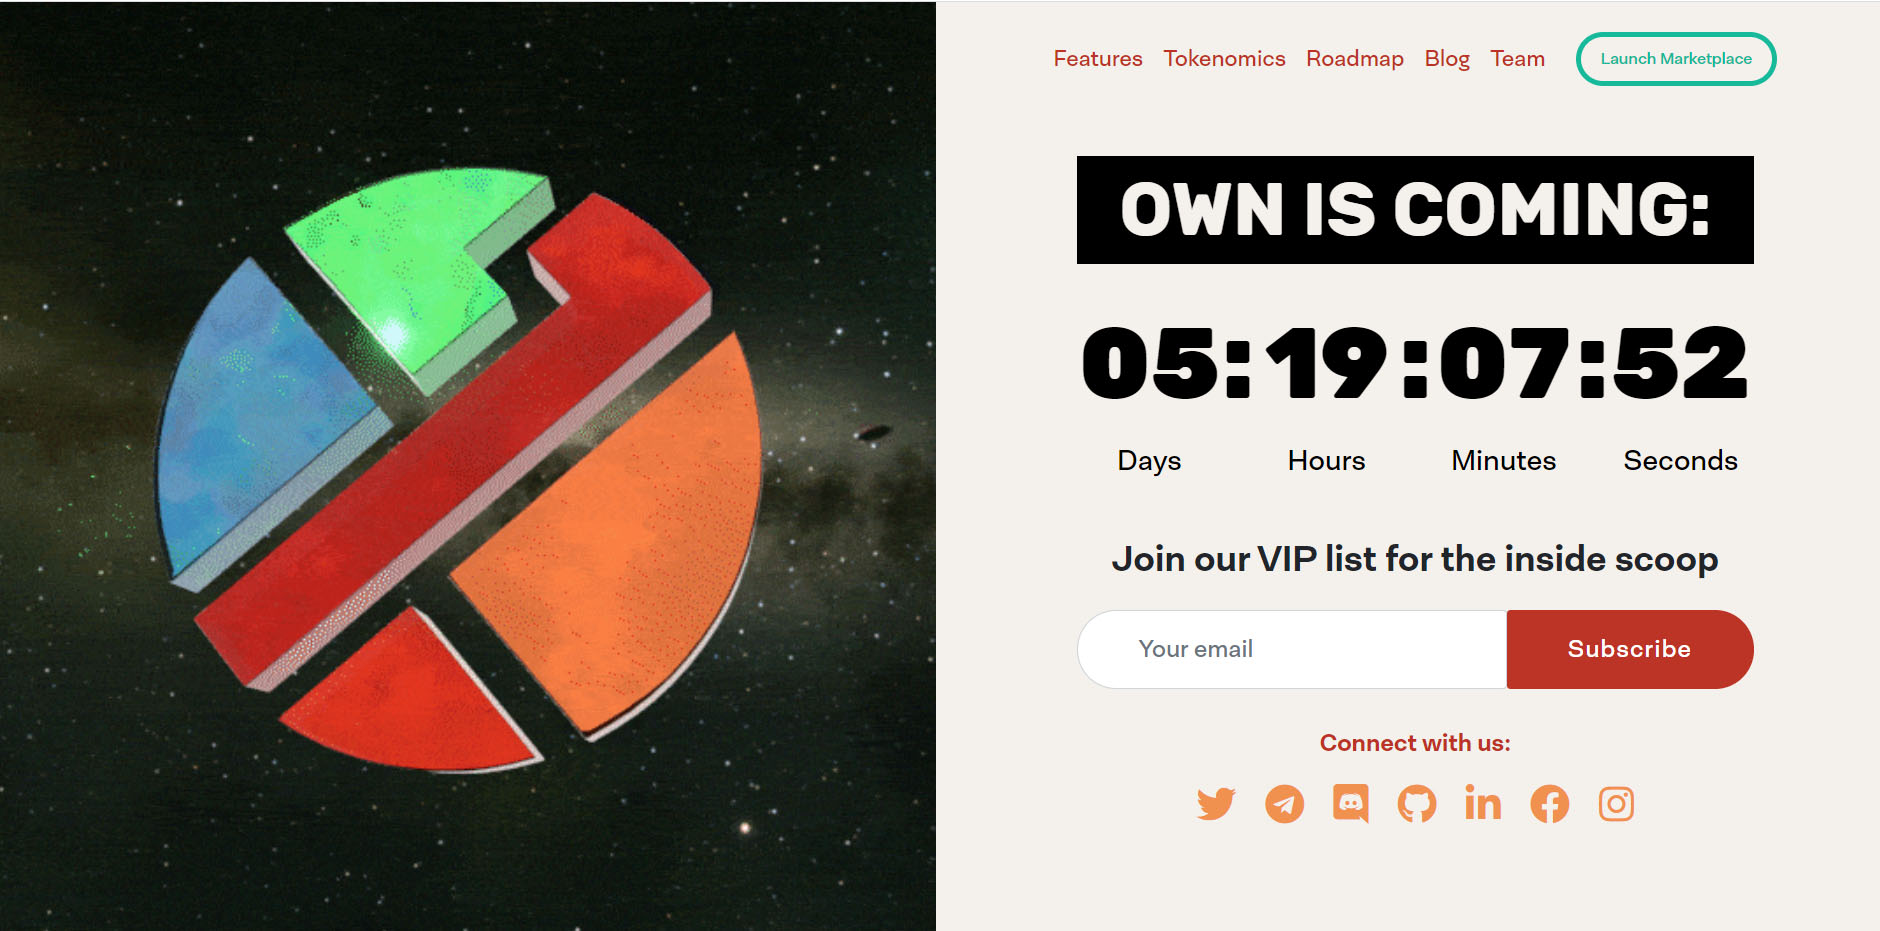 Features Tokenomics Roadmap Blog Team Launch Marketplace
OWN IS COMING:
05:19:07:52
Days Hours Minutes Seconds
Join our VIP list for the inside scoop
Your email Subscribe
Connect with us: